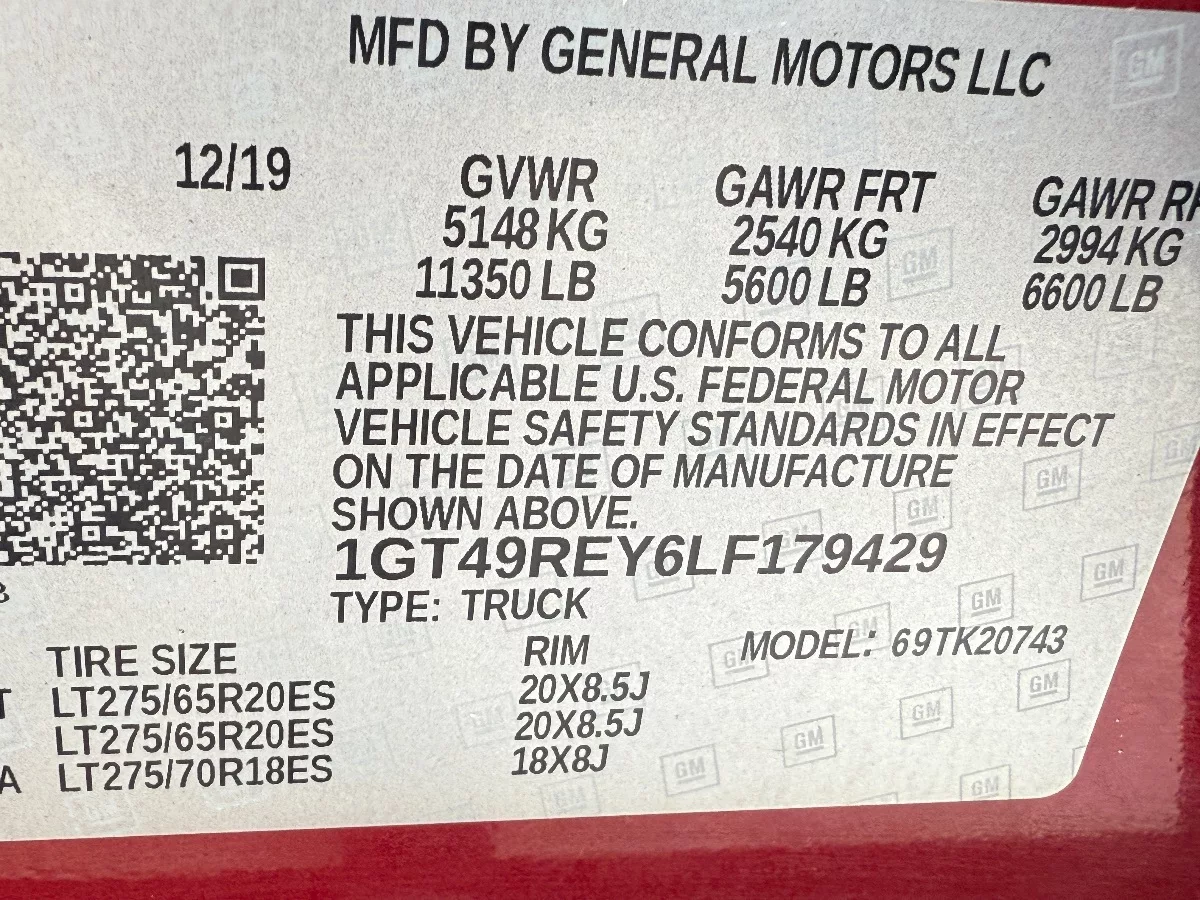 MFD BY GENERAL MOTORS LLC
12/19
GVWR GAWR FRT GAWR
5148 KG 2540 KG 2994 KG
11350 LB 5600 LB 6600 LB
THIS VEHICLE CONFORMS TO ALL
APPLICABLE U.S. FEDERAL MOTOR
VEHICLE SAFETY STANDARDS IN EFFECT
ON THE DATE OF MANUFACTURE
SHOWN ABOVE.
1GT49REY6LF179429
TYPE: TRUCK
MODEL: 69TK20743
TIRE SIZE RIM
T LT275/65R20ES 20X8.5J
LT275/65R20ES 20X8.5J
A LT275/70R18ES 18X8J
GM